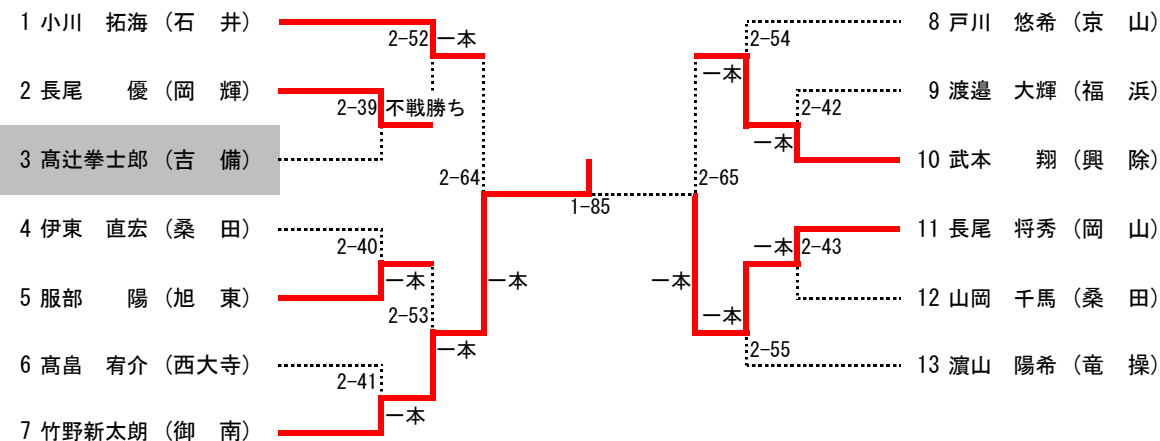 1 小川　拓海（石　井）
2-52 一本
2 長尾　　優（岡　輝）
2-39 不戦勝ち
3 髙辻拳士郎（吉　備）
2-64
4 伊東　直宏（桑　田）
2-40
一本
5 服部　　陽（旭　東）
2-53
一本
6 髙畠　宥介（西大寺）
2-41
一本
7 竹野新太朗（御　南）
一本
1-85
8 戸川　悠希（京　山）
2-54
一本
9 渡邉　大輝（福　浜）
2-42
一本
10 武本　　翔（興　除）
2-65
11 長尾　将秀（岡　山）
一本 2-43
一本
12 山岡　千馬（桑　田）
一本
2-55
13 濵山　陽希（竜　操）